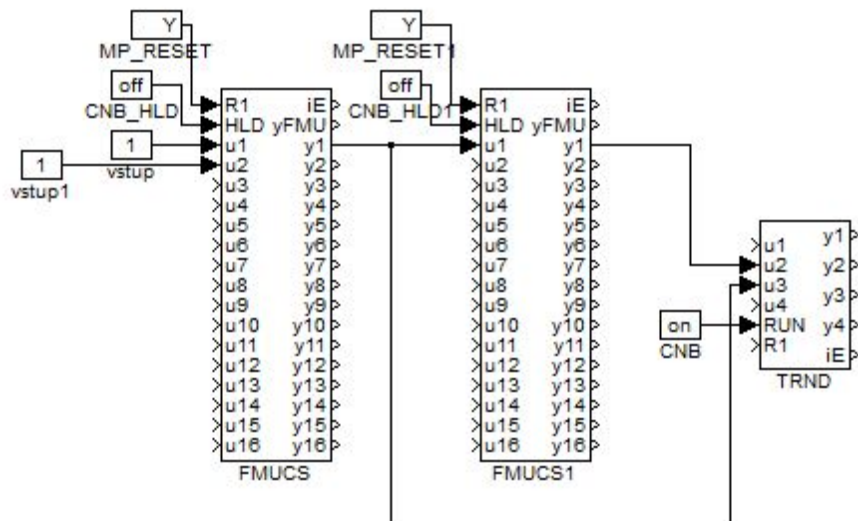 Y
MP_RESET
off
CNB_HLD
1
vstup
1
vstup1
R1 iE
HLD yFMU
u1 y1
u2 y2
u3 y3
u4 y4
u5 y5
u6 y6
u7 y7
u8 y8
u9 y9
u10 y10
u11 y11
u12 y12
u13 y13
u14 y14
u15 y15
u16 y16
FMUCS
Y
MP_RESET1
off
CNB_HLD1
R1 iE
HLD yFMU
u1 y1
u2 y2
u3 y3
u4 y4
u5 y5
u6 y6
u7 y7
u8 y8
u9 y9
u10 y10
u11 y11
u12 y12
u13 y13
u14 y14
u15 y15
u16 y16
FMUCS1
on
CNB
u1 y1
u2 y2
u3 y3
u4
RUN y4
R1 iE
TRND